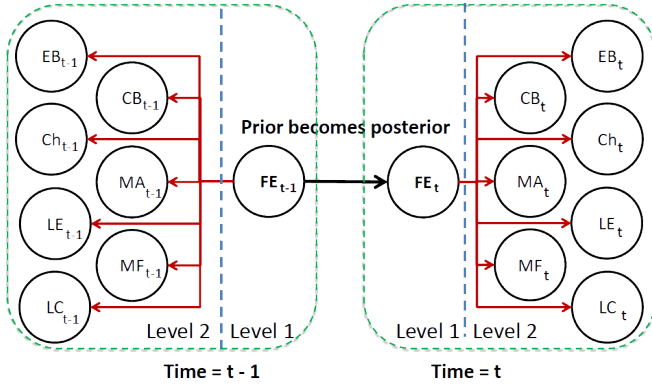 EB t-1
CB t-1
Ch t-1
MA t-1
LE t-1
MF t-1
LC t-1
Level 2
Level 1
FE t-1
Prior becomes posterior
FE t
EB t
CB t
Ch t
MA t
LE t
MF t
LC t
Level 1
Level 2
Time = t - 1
Time = t